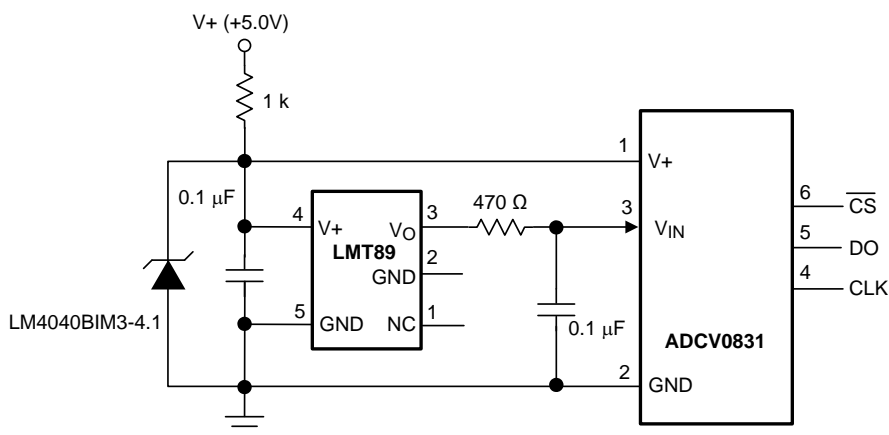 V+ (+5.0V)
1 k
1
V+
0.1 μF
4
V+
VO
3
470 Ω
3
VIN
6
CS
LMT89
2
GND
5
DO
4
CLK
LM4040BIM3-4.1
5
GND
NC
1
0.1 μF
ADCV0831
2
GND